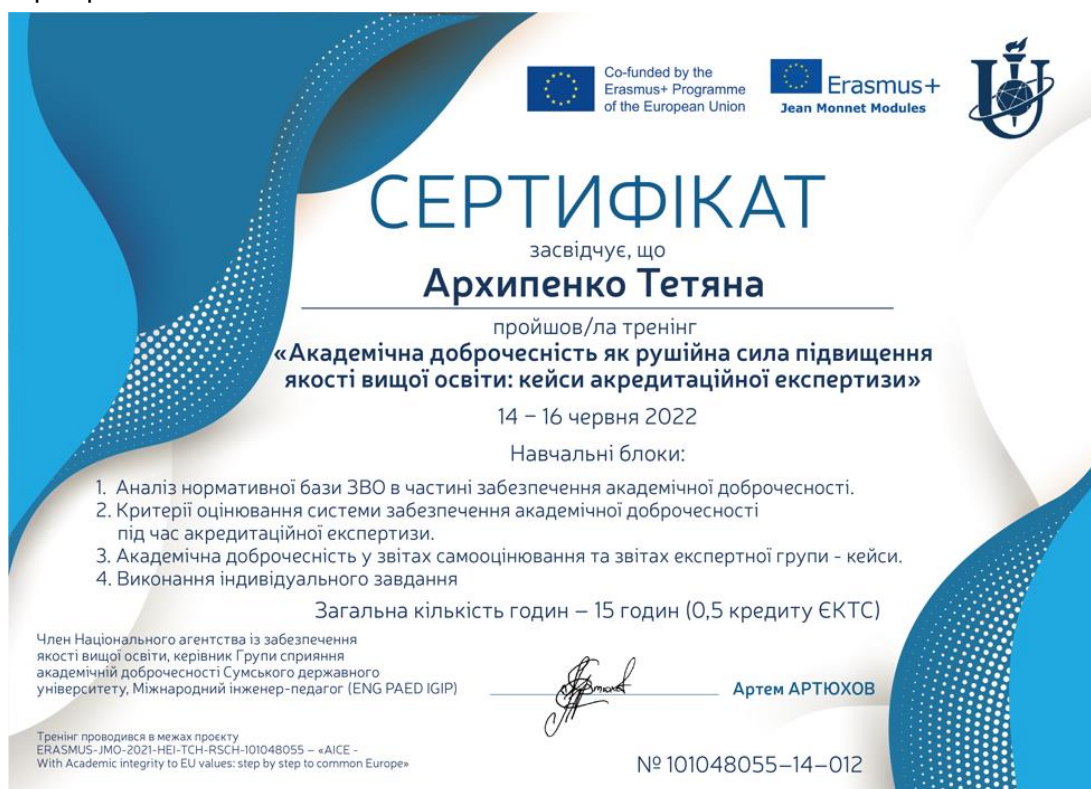 Co-funded by the
Erasmus+ Programme
of the European Union
Erasmus+
Jean Monnet Modules
СЕРТИФІКАТ
засвідчує, що
Архипенко Тетяна
пройшов/ла тренінг
«Академічна доброчесність як рушійна сила підвищення
якості вищої освіти: кейси акредитаційної експертизи»
14 – 16 червня 2022
Навчальні блоки:
1. Аналіз нормативної бази ЗВО в частині забезпечення академічної доброчесності.
2. Критерії оцінювання системи забезпечення академічної доброчесності
під час акредитаційної експертизи.
3. Академічна доброчесність у звітах самооцінювання та звітах експертної групи - кейси.
4. Виконання індивідуального завдання
Загальна кількість годин – 15 годин (0,5 кредиту ЄКТС)
Член Національного агентства із забезпечення
якості вищої освіти, керівник Групи сприяння
академічній доброчесності Сумського державного
університету, Міжнародний інженер-педагог (ENG PAED IGIP)
Артем АРТЮХОВ
Тренінг проводився в межах проєкту
ERASMUS-JMO-2021-HEI-TCH-RSCH-101048055 – «AICE -
With Academic integrity to EU values: step by step to common Europe»
№ 101048055–14–012